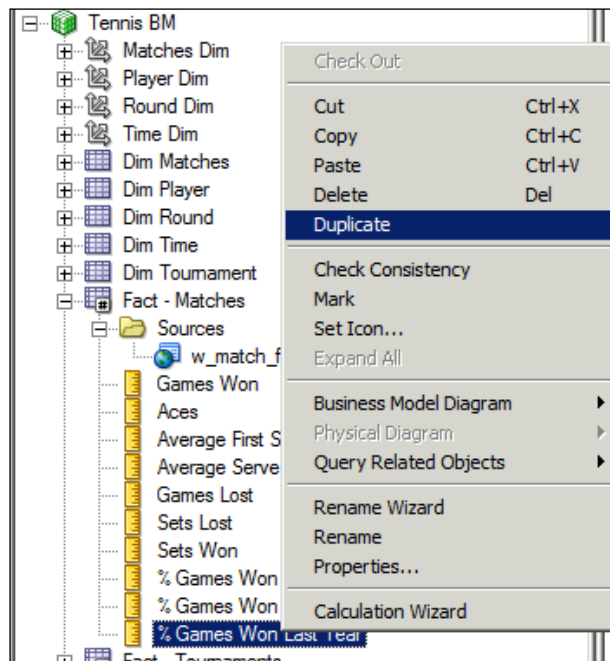 Tennis BM
Matches Dim
Player Dim
Round Dim
Time Dim
Dim Matches
Dim Player
Dim Round
Dim Time
Dim Tournament
Fact - Matches
Sources
w_match_f
Games Won
Aces
Average First S
Average Serve
Games Lost
Sets Lost
Sets Won
% Games Won
% Games Won
% Games Won Last Year
Fact - Tournaments
Check Out
Cut Ctrl+X
Copy Ctrl+C
Paste Ctrl+V
Delete Del
Duplicate
Check Consistency
Mark
Set Icon...
Expand All
Business Model Diagram
Physical Diagram
Query Related Objects
Rename Wizard
Rename
Properties...
Calculation Wizard